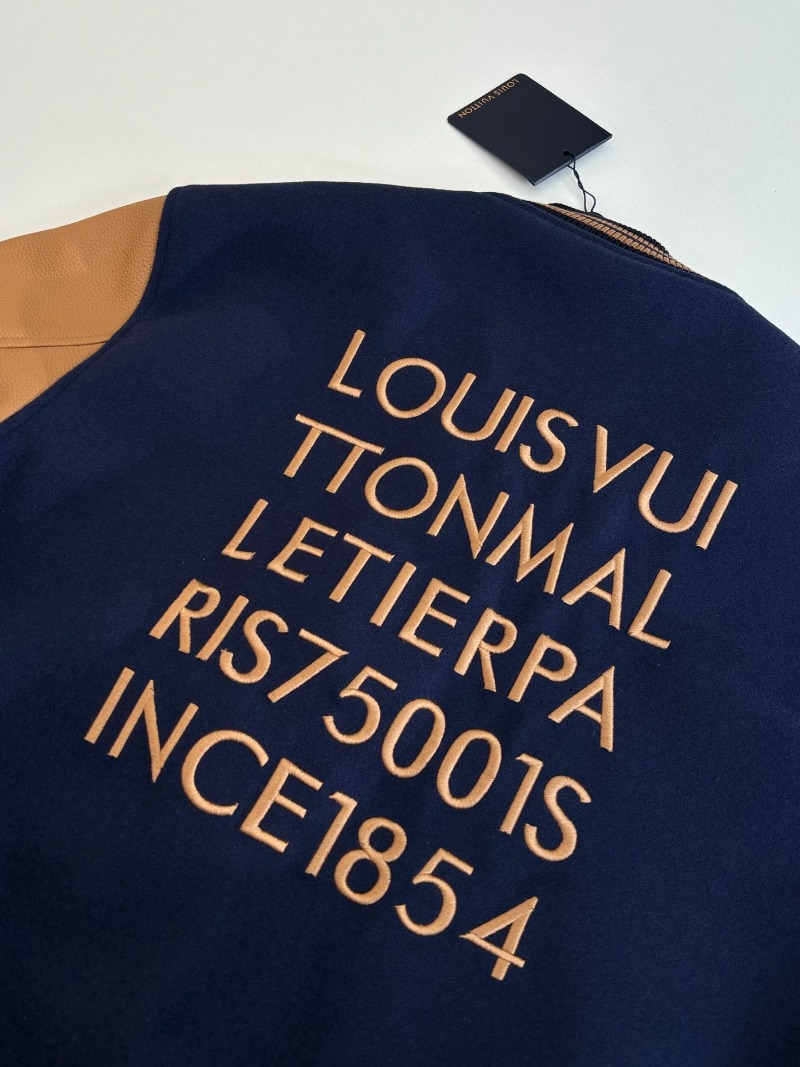 LOUIS VUITTON
LOUIS VUI
TTONMAL
LETIERPA
RIS75001S
INCE1854